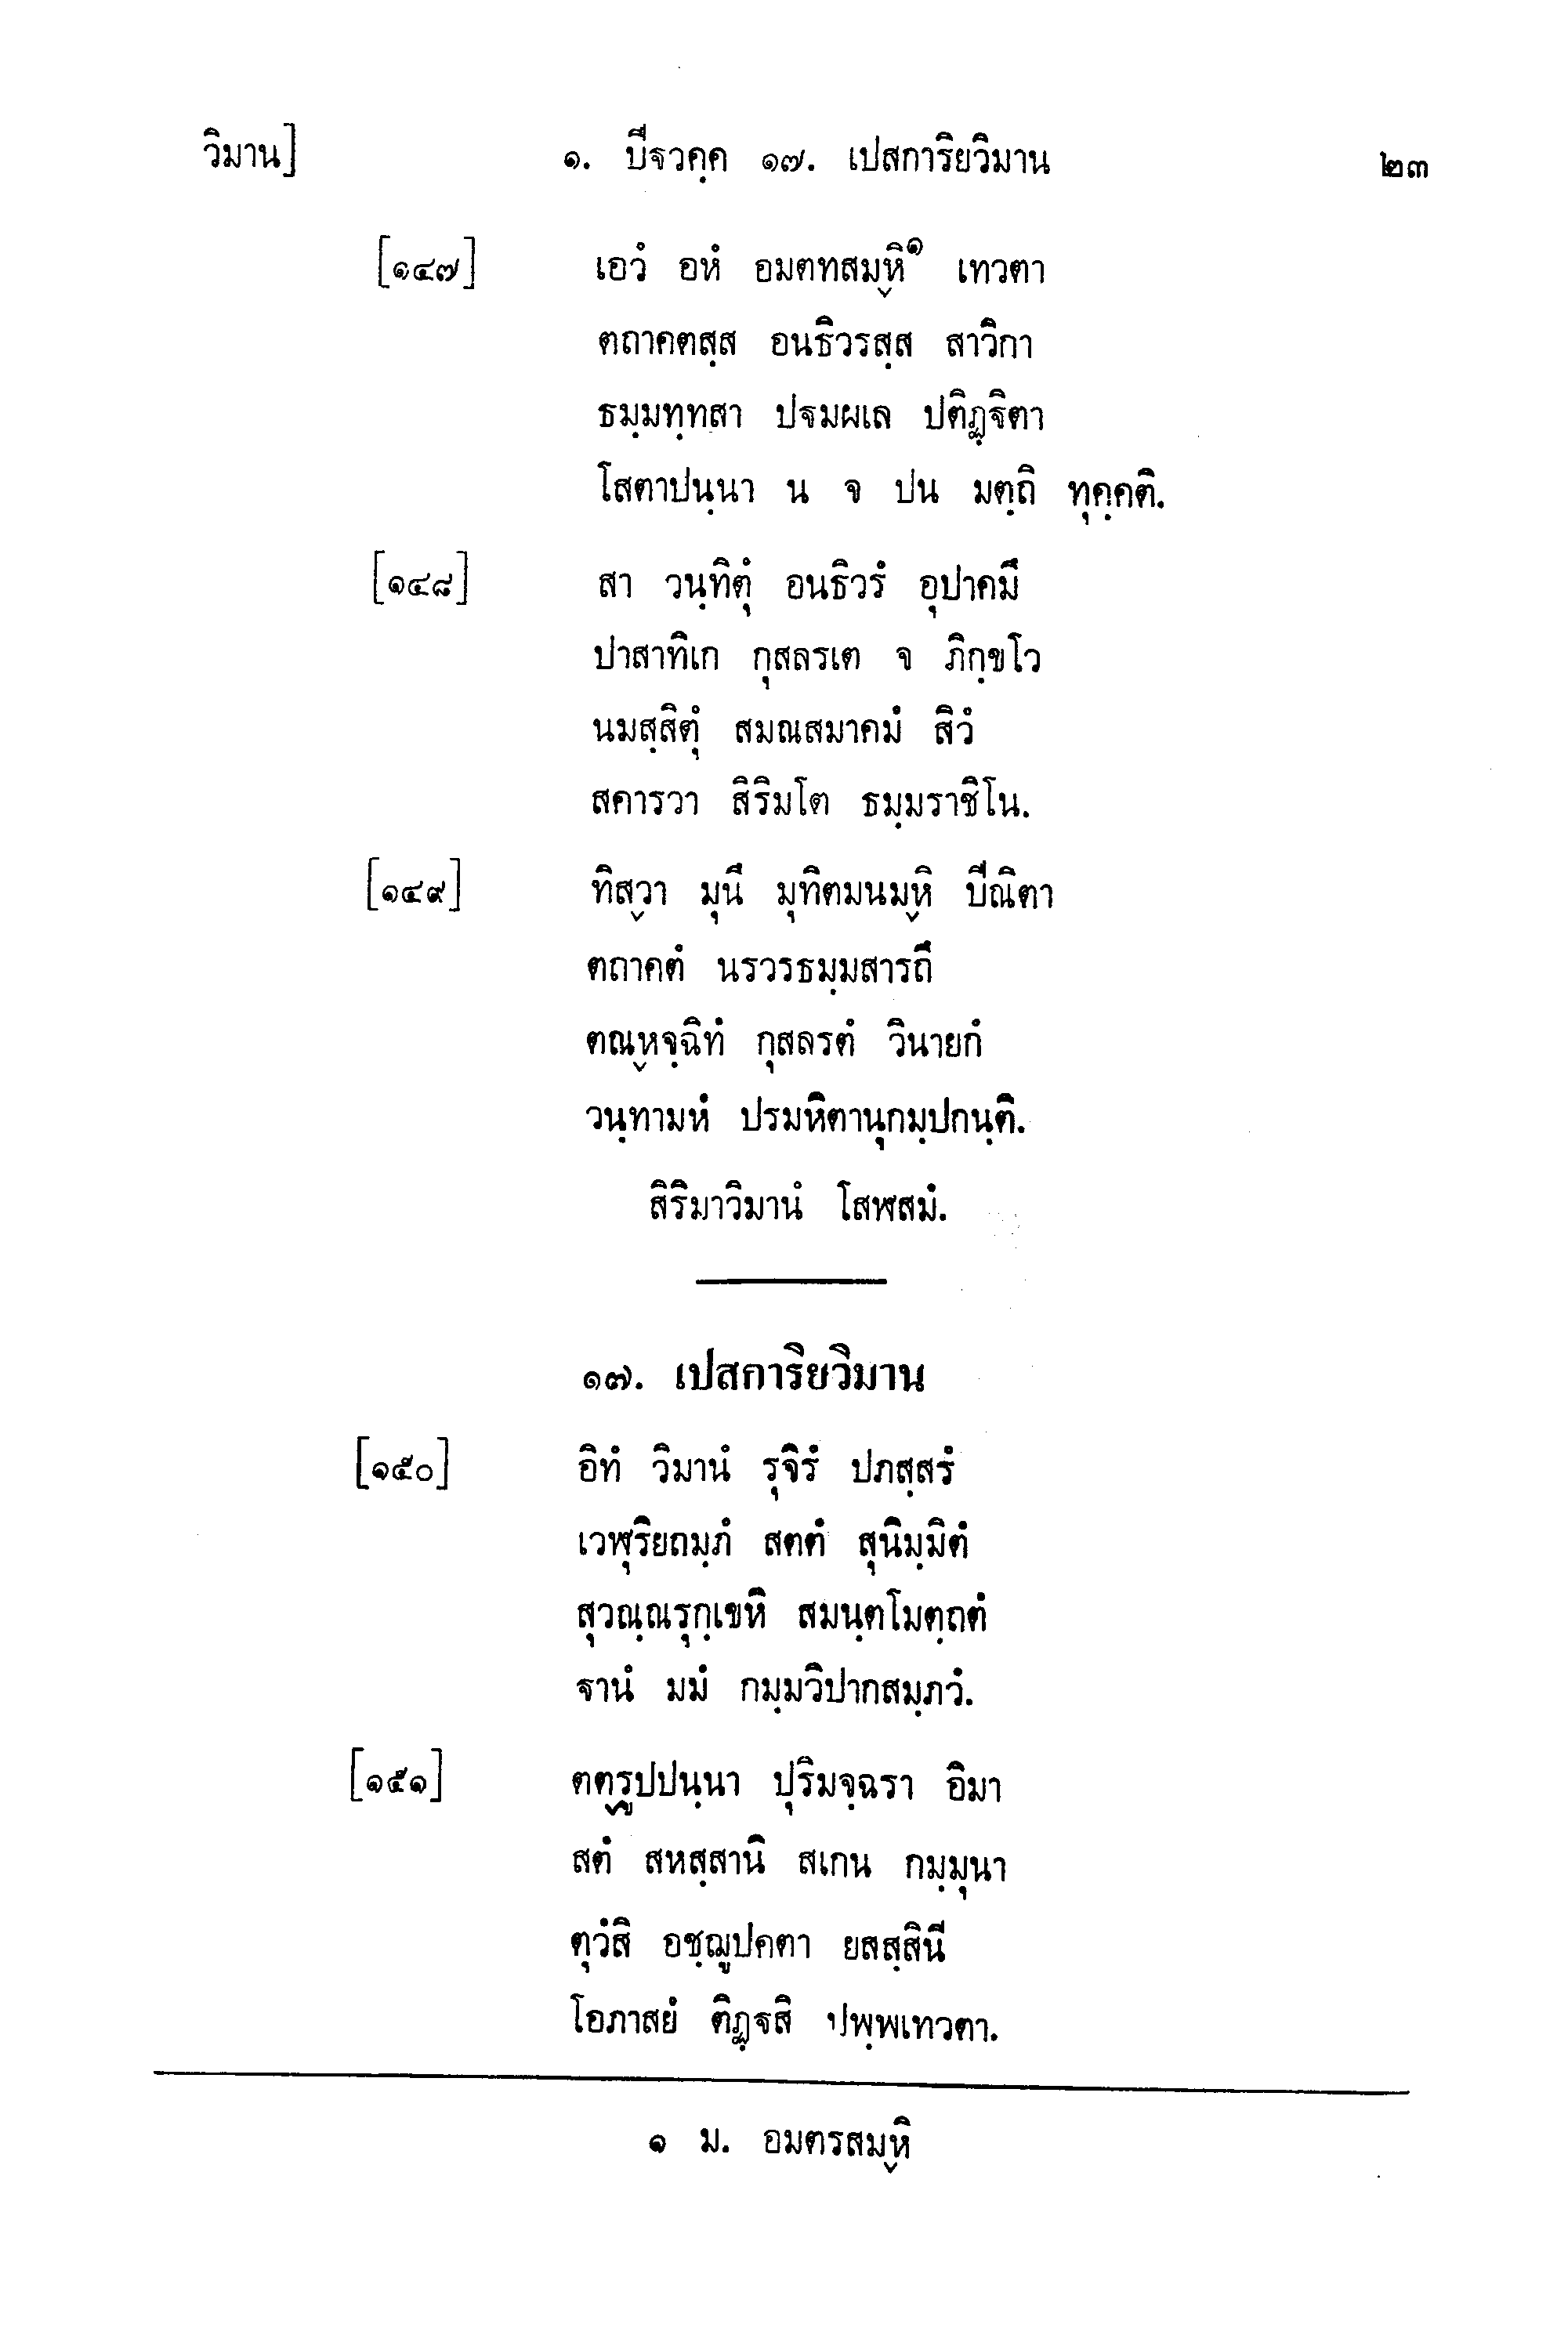 วิมาน] ๑. ปีฐวคฺค ๑๗. เปสการิยวิมาน ๒๓
[๑๔๗] เอวํ อหํ อมตทสมฺหิ๑ เทวตา
ตถาคตสฺส อนธิวรสฺส สาวิกา
ธมฺมทฺทสา ปฐมผเล ปติฏฺฐิตา
โสตาปนฺนา น จ ปน มตฺถิ ทุคฺคติ.
[๑๔๘] สา วนฺทิตุํ อนธิวรํ อุปาคมึ
ปาสาทิเก กุสลรเต จ ภิกฺขโว
นมสฺสิตุํ สมณสมาคมํ สิวํ
สคารวา สิริมโต ธมฺมราชิโน.
[๑๔๙] ทิสฺวา มุนึ มุทิตมนมฺหิ ปีณิตา
ตถาคตํ นรวรธมฺมสารถึ
ตณฺหจฺฉิทํ กุสลรตํ วินายกํ
วนฺทามหํ ปรมหิตานุกมฺปกนฺติ.
สิริมาวิมานํ โสฬสมํ.
๑๗. เปสการิยวิมาน
[๑๕๐] อิทํ วิมานํ รุจิรํ ปภสฺสรํ
เวฬุริยถมฺภํ สตตํ สุนิมฺมิตํ
สุวณฺณรุกฺเขหิ สมนฺตโมตฺถตํ
ฐานํ มมํ กมฺมวิปากสมฺภวํ.
[๑๕๑] ตตฺรูปปนฺนา ปุริมจฺฉรา อิมา
สตํ สหสฺสานิ สเกน กมฺมุนา
ตุวํสิ อชฺฌูปคตา ยสสฺสินี
โอภาสยํ ติฏฺฐสิ ปพฺพเทวตา.
๑ ม. อมตรสมฺหิ